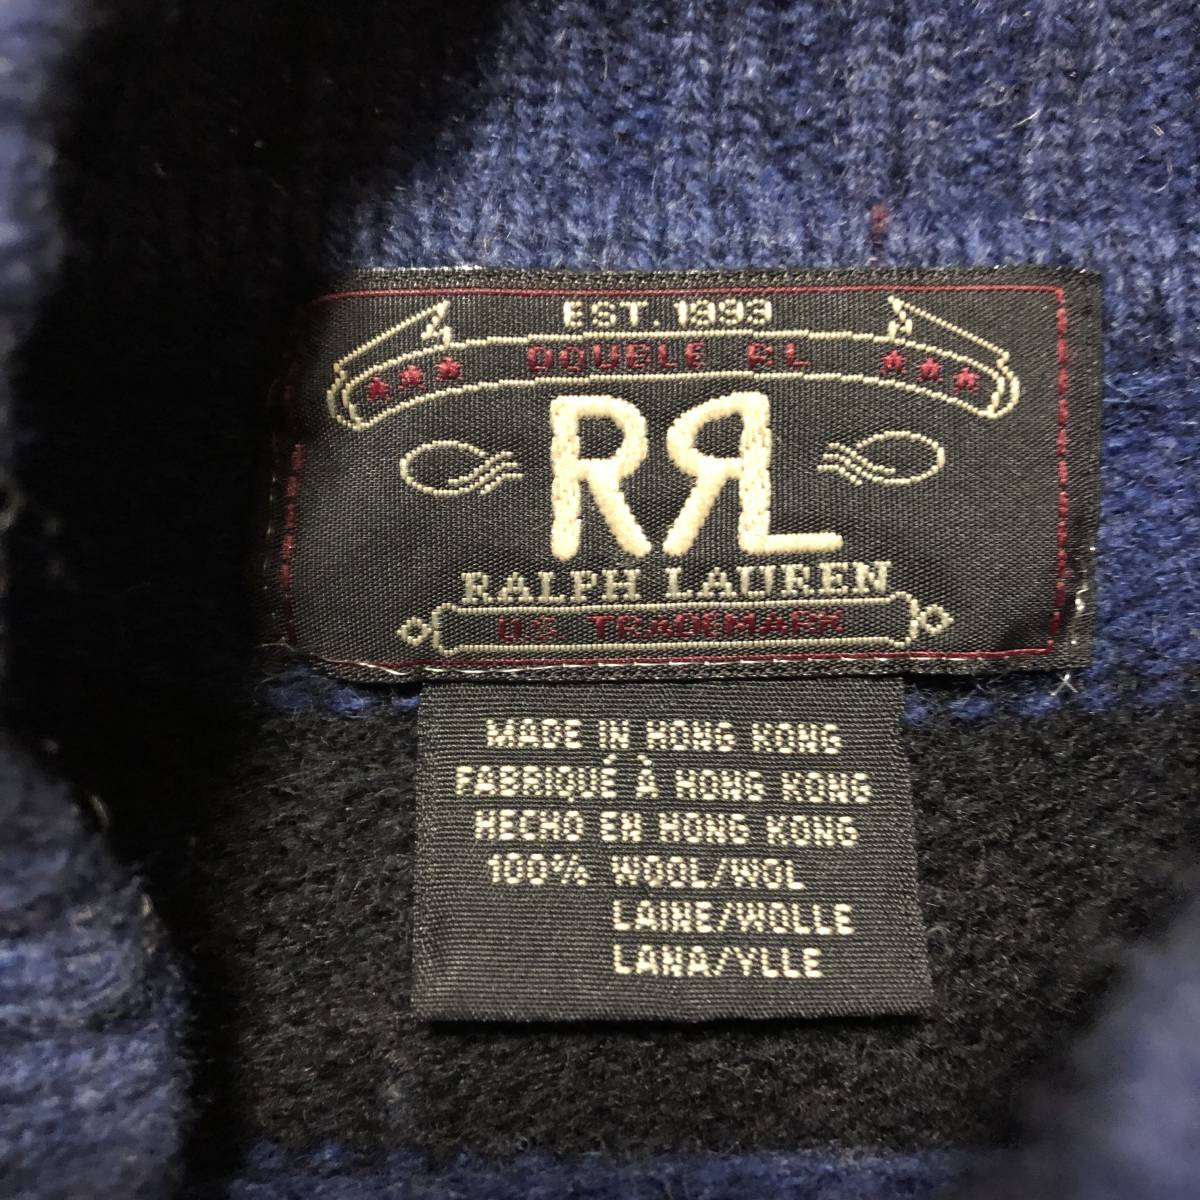 EST. 1993
DOUBLE RL
RRL
RALPH LAUREN
U.S. TRADEMARK
MADE IN HONG KONG
FABRIQUÉ À HONG KONG
HECHO EN HONG KONG
100% WOOL/WOL
LAINE/WOLLE
LANA/YLLE